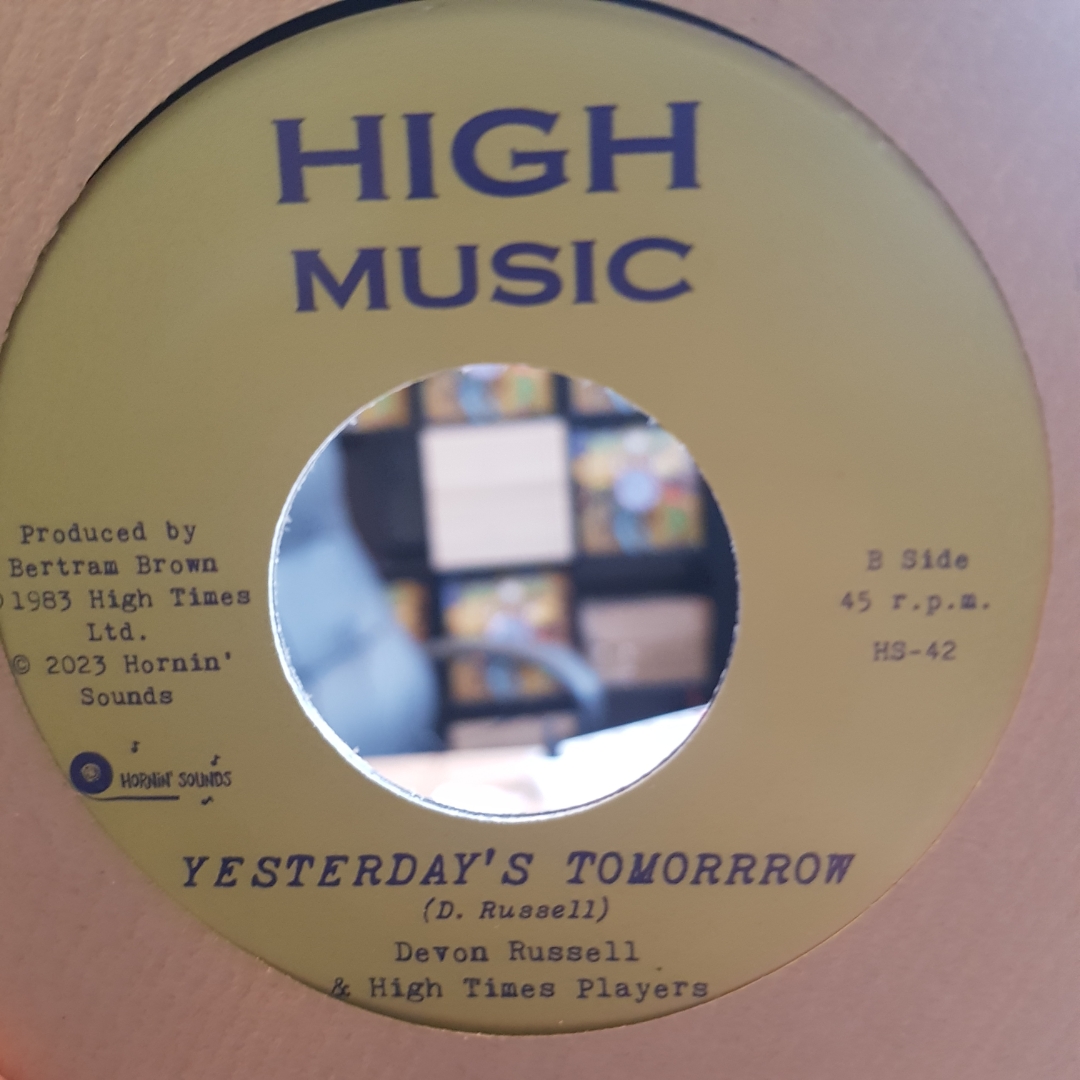 HIGH
MUSIC
Produced by
Bertram Brown
1983 High Times
Ltd.
© 2023 Hornin'
Sounds
HORNIN' SOUNDS
B Side
45 r.p.m.
HS-42
YESTERDAY'S TOMORRROW
(D. Russell)
Devon Russell
& High Times Players